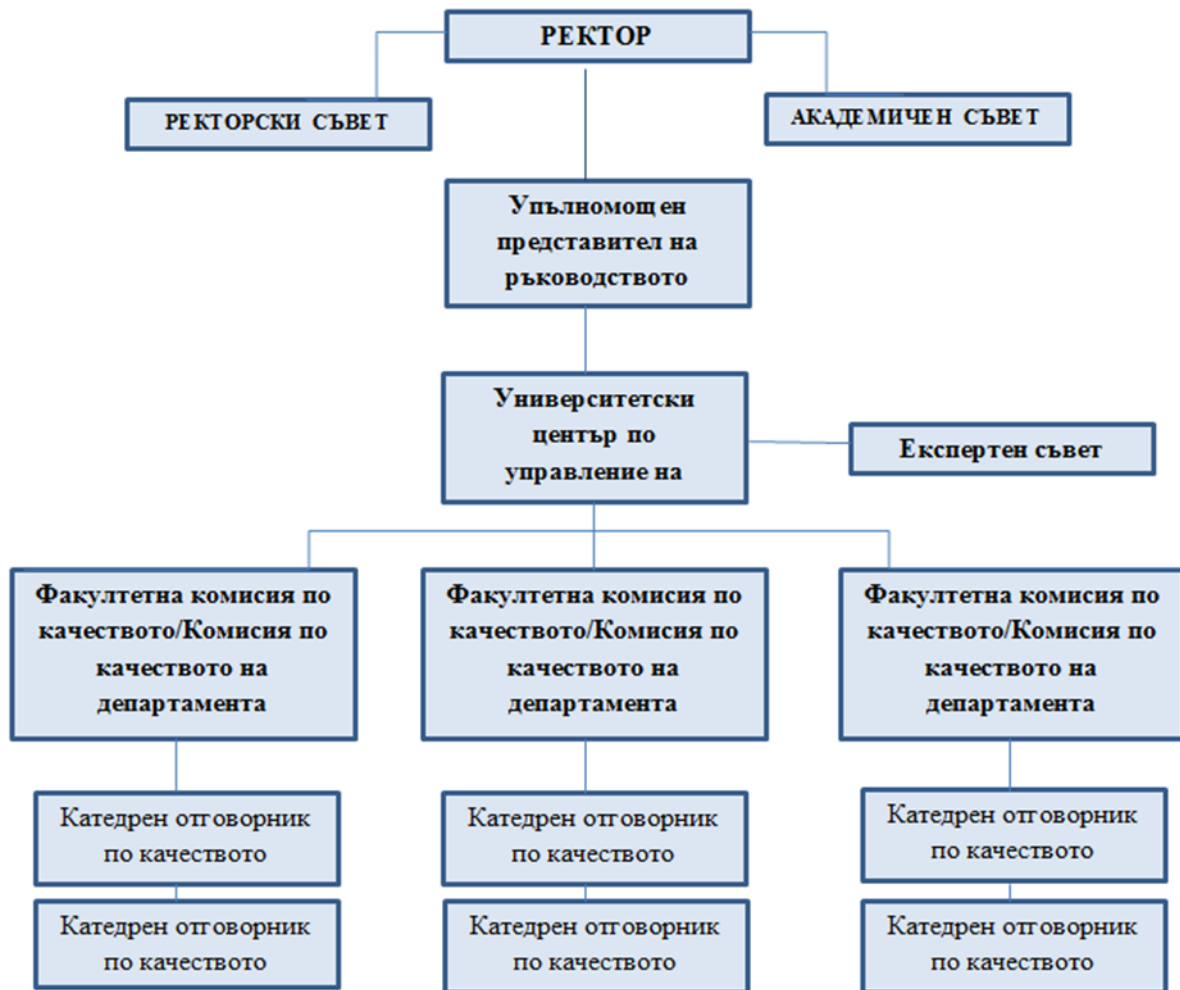 РЕКТОР
РЕКТОРСКИ СЪВЕТ
АКАДЕМИЧЕН СЪВЕТ
Упълномощен
представител на
ръководството
Университетски
център по
управление на
Експертен съвет
Факултетна комисия по
качеството/Комисия по
качеството на
департамента
Факултетна комисия по
качеството/Комисия по
качеството на
департамента
Факултетна комисия по
качеството/Комисия по
качеството на
департамента
Катедрен отговорник
по качеството
Катедрен отговорник
по качеството
Катедрен отговорник
по качеството
Катедрен отговорник
по качеството
Катедрен отговорник
по качеството
Катедрен отговорник
по качеството